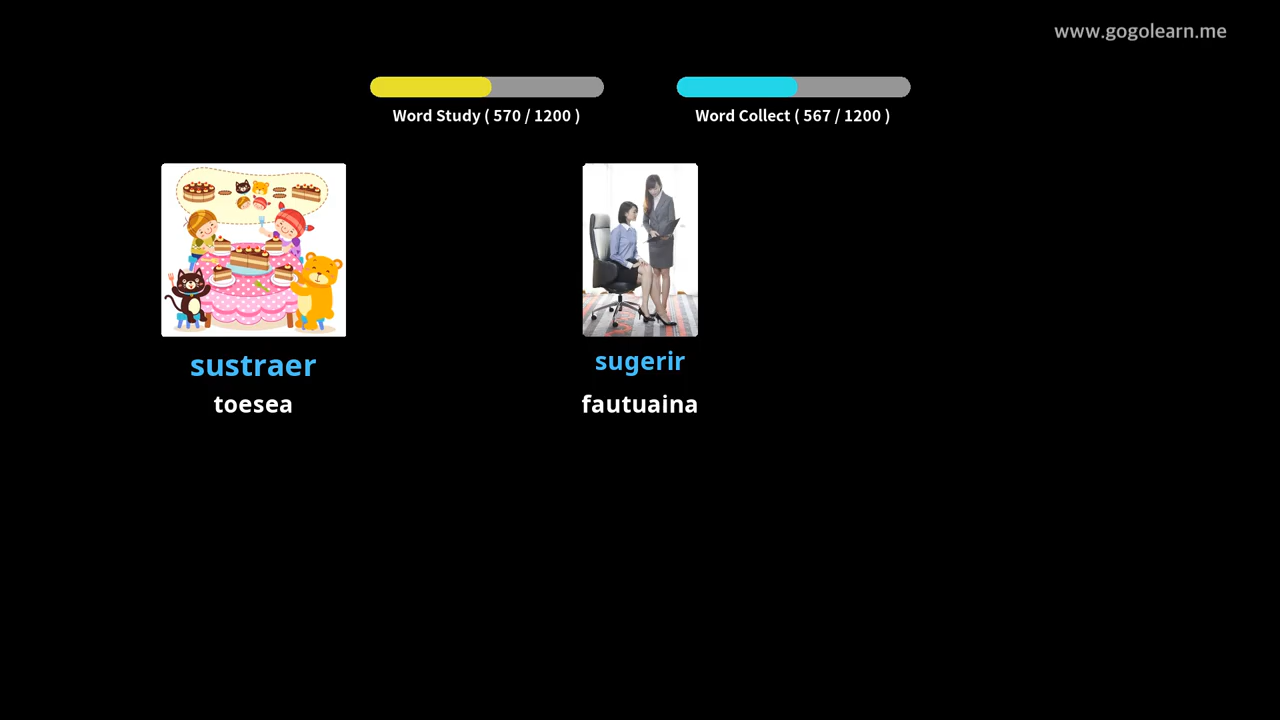 www.gogolearn.me
Word Study ( 570 / 1200 )
Word Collect ( 567 / 1200 )
sustraer
sugerir
toesea
fautuaina